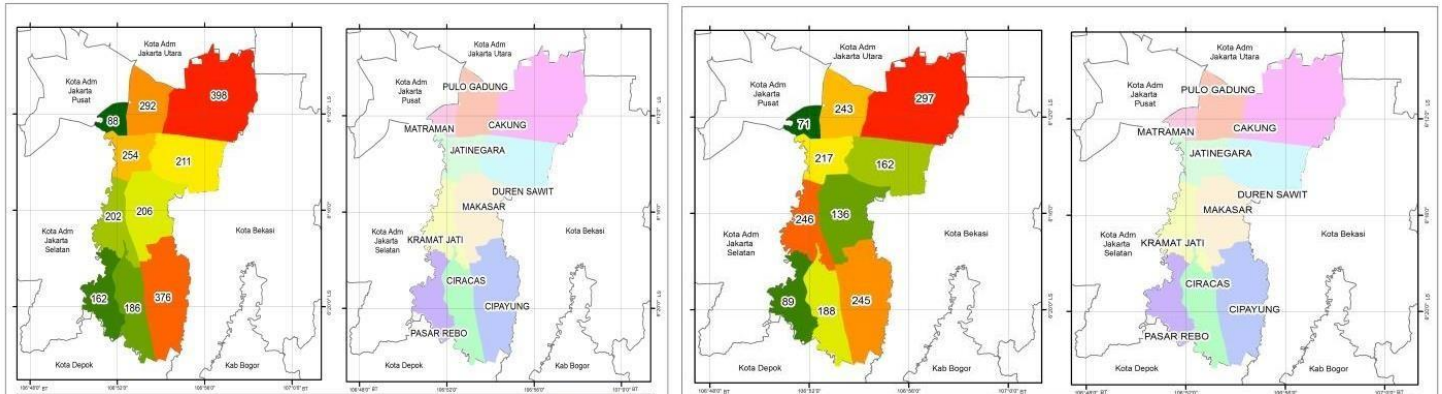 Kota Adm
Jakarta Utara
Kota Adm
Jakarta
Pusat
398
292
88
254
211
202
206
162
186
376
Kota Adm
Jakarta
Selatan
Kota Bekasi
Kota Depok
Kab Bogor
Kota Adm
Jakarta Utara
Kota Adm
Jakarta
Pusat
PULO GADUNG
MATRAMAN
CAKUNG
JATINEGARA
DUREN SAWIT
MAKASAR
KRAMAT JATI
CIRACAS
CIPAYUNG
PASAR REBO
Kota Adm
Jakarta
Selatan
Kota Bekasi
Kota Depok
Kab Bogor
Kota Adm
Jakarta Utara
Kota Adm
Jakarta
Pusat
297
243
71
217
162
246
136
89
188
245
Kota Adm
Jakarta
Selatan
Kota Bekasi
Kota Depok
Kab Bogor
Kota Adm
Jakarta Utara
Kota Adm
Jakarta
Pusat
PULO GADUNG
MATRAMAN
CAKUNG
JATINEGARA
DUREN SAWIT
MAKASAR
KRAMAT JATI
CIRACAS
CIPAYUNG
PASAR REBO
Kota Adm
Jakarta
Selatan
Kota Bekasi
Kota Depok
Kab Bogor